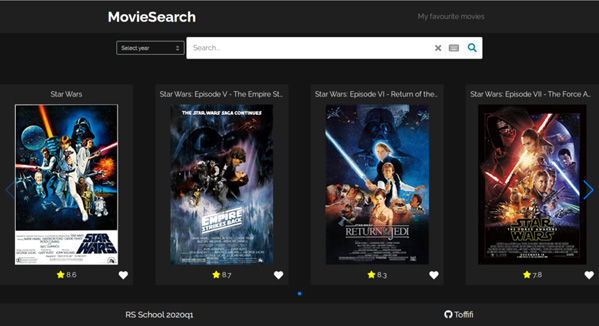 MovieSearch
My favourite movies
Select year
Search...
Star Wars
Star Wars: Episode V - The Empire St...
Star Wars: Episode VI - Return of the...
Star Wars: Episode VII - The Force A...
THE STAR WARS SAGA CONTINUES
STAR WARS
THE EMPIRE STRIKES BACK
RETURN OF THE JEDI
STAR WARS
THE FORCE AWAKENS
8.6
8.7
8.3
7.8
RS School 2020q1
Toffifi